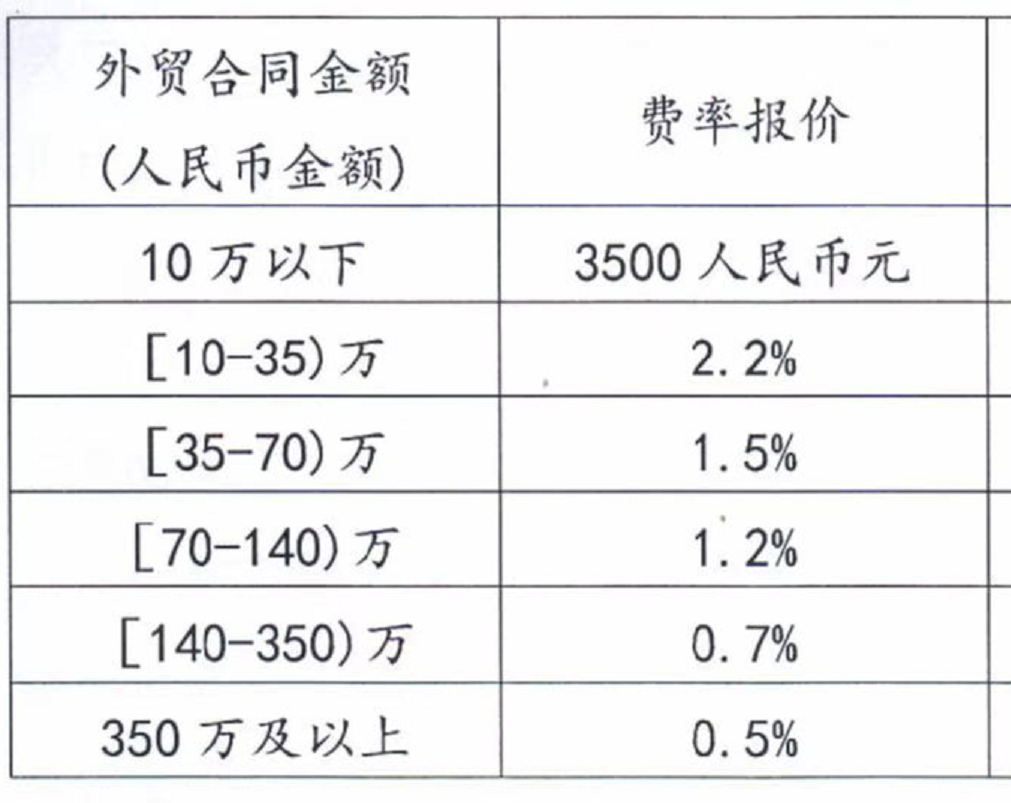 外贸合同金额
(人民币金额)
费率报价
10 万以下
3500 人民币元
[10-35)万
2.2%
[35-70)万
1.5%
[70-140)万
1.2%
[140-350)万
0.7%
350 万及以上
0.5%